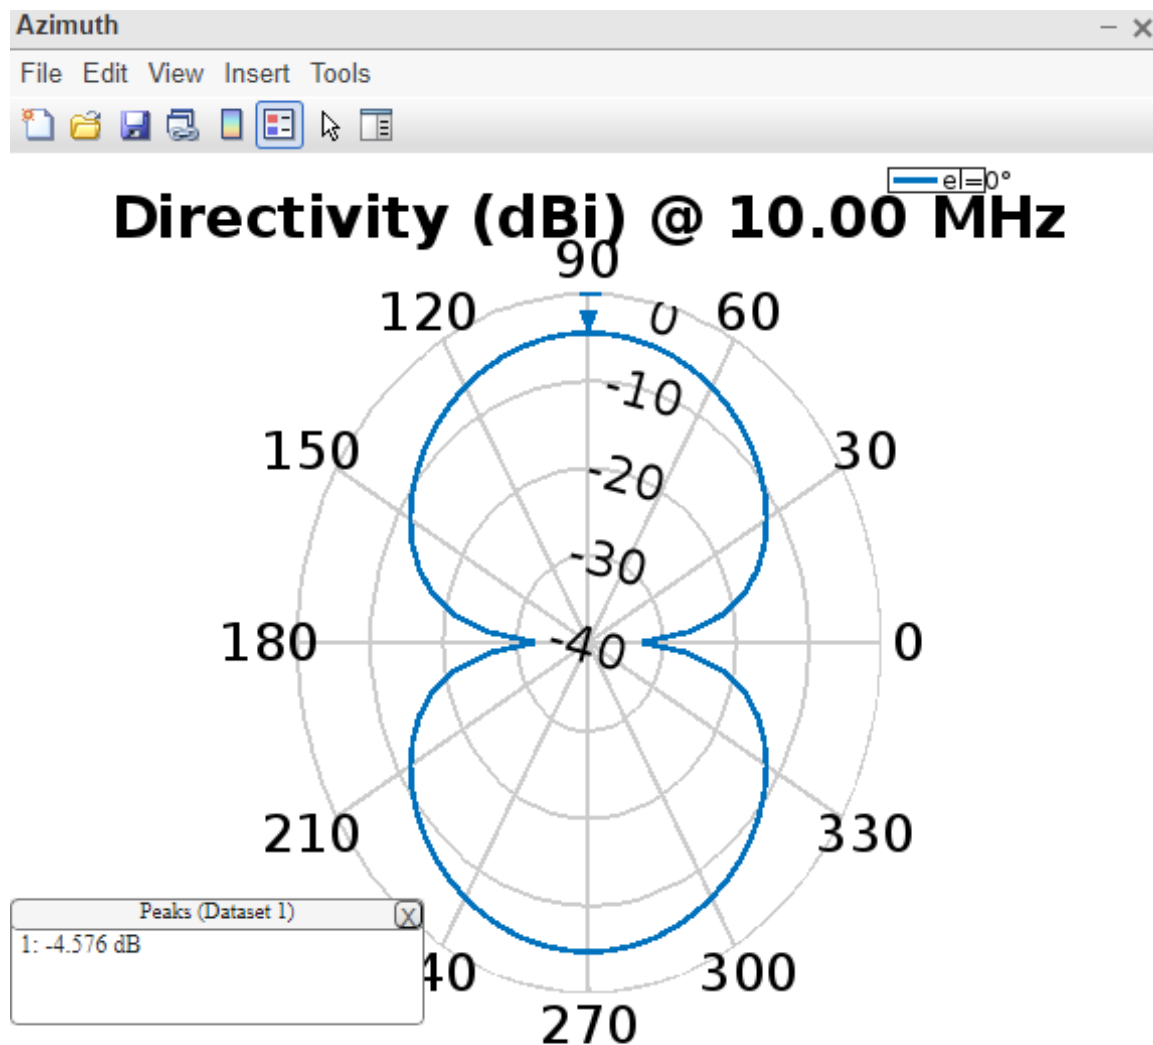 Azimuth
File Edit View Insert Tools
el=0°
Directivity (dBi) @ 10.00 MHz
90
120
0
60
-10
150
30
-20
-30
180
-40
0
210
330
Peaks (Dataset 1)
X
1: -4.576 dB
40
300
270